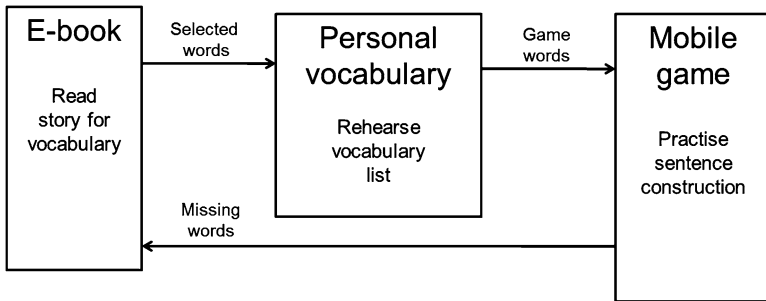 E-book
Read
story for
vocabulary
Selected
words
Personal
vocabulary
Rehearse
vocabulary
list
Game
words
Mobile
game
Practise
sentence
construction
Missing
words